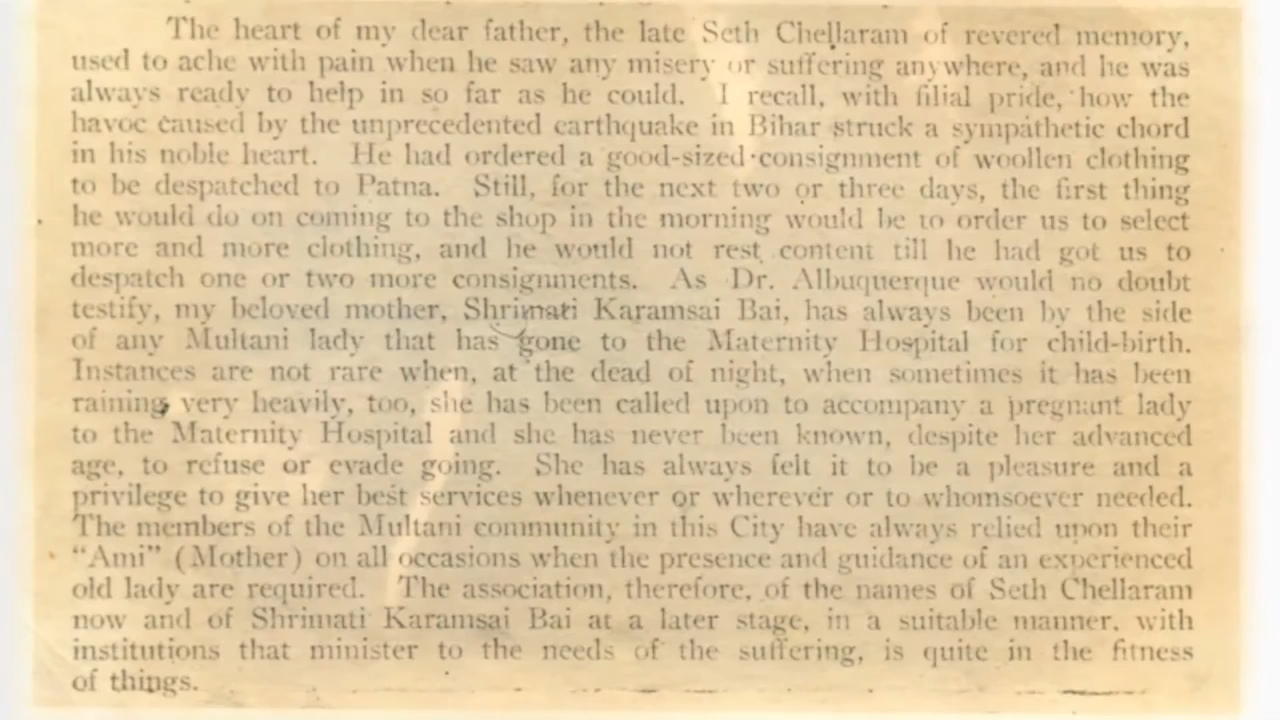 The heart of my dear father, the late Seth Chellaram of revered memory,
used to ache with pain when he saw any misery or suffering anywhere, and he was
always ready to help in so far as he could. I recall, with filial pride, how the
havoc caused by the unprecedented earthquake in Bihar struck a sympathetic chord
in his noble heart. He had ordered a good-sized consignment of woollen clothing
to be despatched to Patna. Still, for the next two or three days, the first thing
he would do on coming to the shop in the morning would be to order us to select
more and more clothing, and he would not rest content till he had got us to
despatch one or two more consignments. As Dr. Albuquerque would no doubt
testify, my beloved mother, Shrimati Karamsai Bai, has always been by the side
of any Multani lady that has gone to the Maternity Hospital for child-birth.
Instances are not rare when, at the dead of night, when sometimes it has been
raining very heavily, too, she has been called upon to accompany a pregnant lady
to the Maternity Hospital and she has never been known, despite her advanced
age, to refuse or evade going. She has always felt it to be a pleasure and a
privilege to give her best services whenever or wherever or to whomsoever needed.
The members of the Multani community in this City have always relied upon their
“Ami” (Mother) on all occasions when the presence and guidance of an experienced
old lady are required. The association, therefore, of the names of Seth Chellaram
now and of Shrimati Karamsai Bai at a later stage, in a suitable manner, with
institutions that minister to the needs of the suffering, is quite in the fitness
of things.